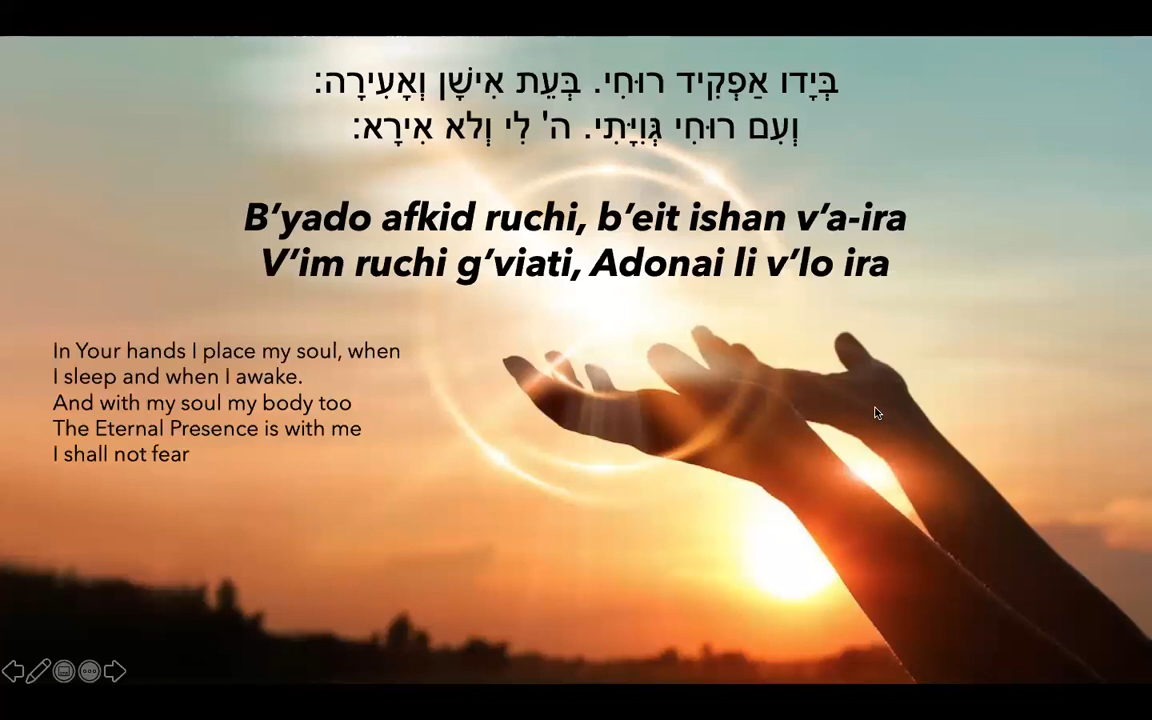 בְּיָדוֹ אַפְקִיד רוּחִי. בְּעֵת אִישָׁן וְאָעִירָה:
וְעִם רוּחִי גְּוִיָּתִי. ה' לִי וְלֹא אִירָא:
B’yado afkid ruchi, b’eit ishan v’a-ira
V’im ruchi g’viati, Adonai li v’lo ira
In Your hands I place my soul, when
I sleep and when I awake.
And with my soul my body too
The Eternal Presence is with me
I shall not fear